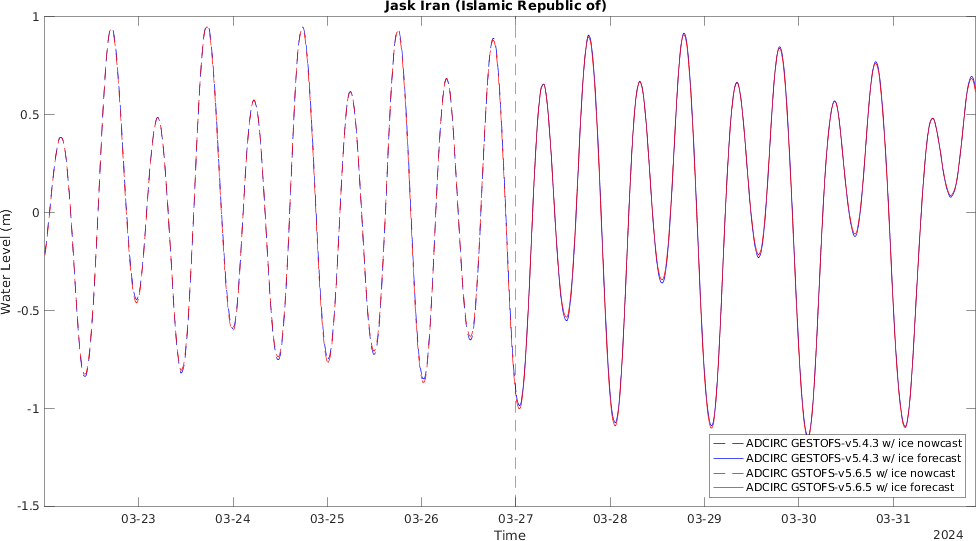 Jask Iran (Islamic Republic of)
1
0.5
0
-0.5
-1
-1.5
Water Level (m)
ADCIRC GESTOFS-v5.4.3 w/ ice nowcast
ADCIRC GESTOFS-v5.4.3 w/ ice forecast
ADCIRC GSTOFS-v5.6.5 w/ ice nowcast
ADCIRC GSTOFS-v5.6.5 w/ ice forecast
03-23 03-24 03-25 03-26 03-27 03-28 03-29 03-30 03-31
Time
2024